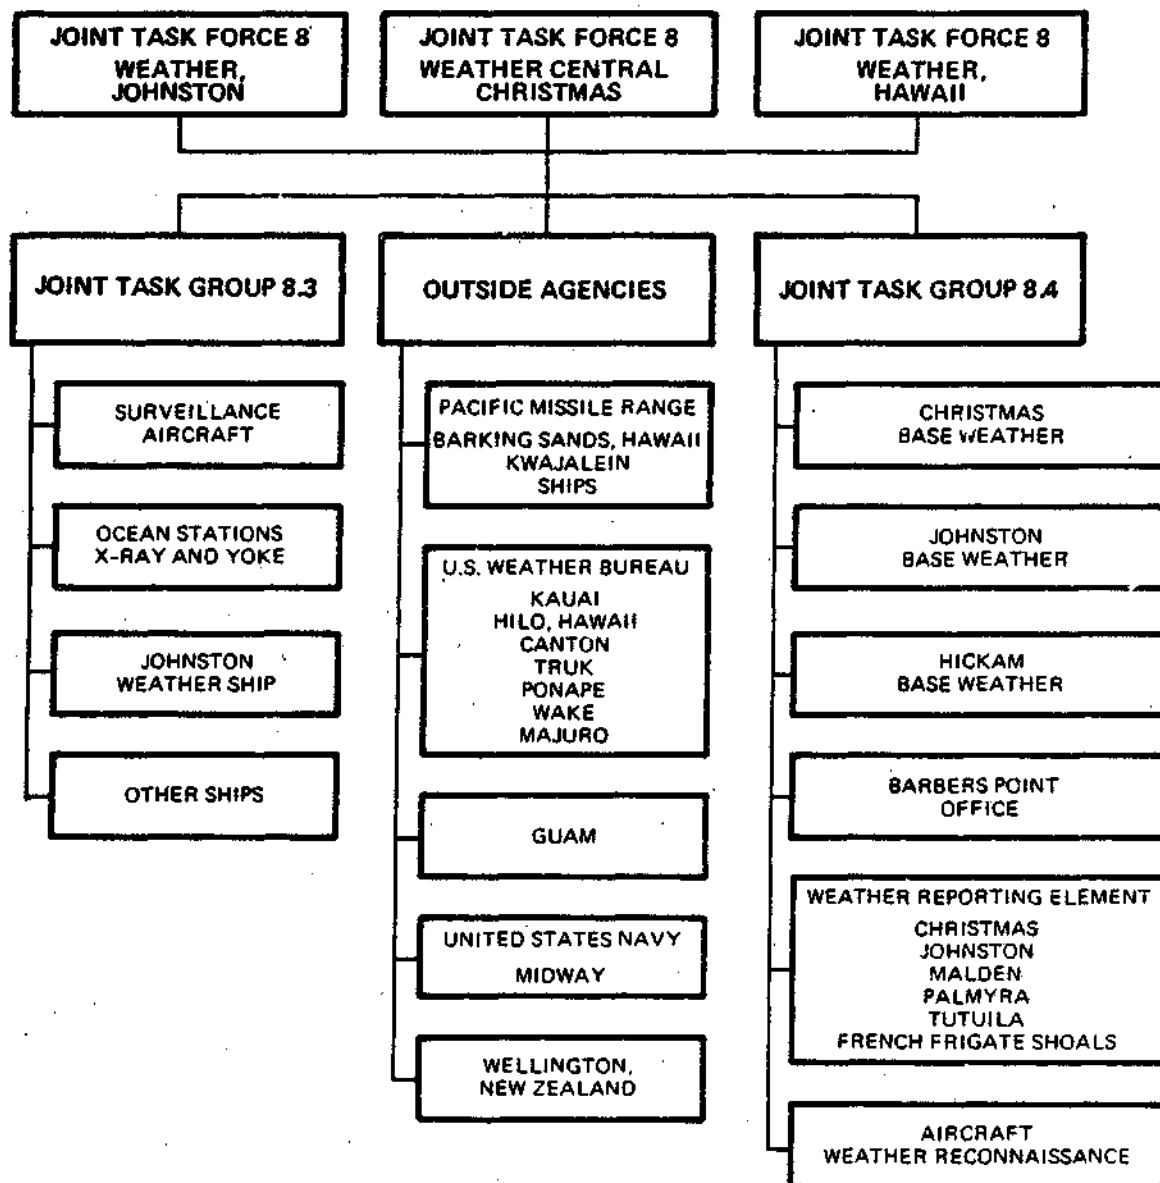 JOINT TASK FORCE 8
WEATHER,
JOHNSTON
JOINT TASK FORCE 8
WEATHER CENTRAL
CHRISTMAS
JOINT TASK FORCE 8
WEATHER,
HAWAII
JOINT TASK GROUP 8.3
SURVEILLANCE
AIRCRAFT
OCEAN STATIONS
X-RAY AND YOKE
JOHNSTON
WEATHER SHIP
OTHER SHIPS
OUTSIDE AGENCIES
PACIFIC MISSILE RANGE
BARKING SANDS, HAWAII
KWAJALEIN
SHIPS
U.S. WEATHER BUREAU
KAUAI
HILO, HAWAII
CANTON
TRUK
PONAPE
WAKE
MAJURO
GUAM
UNITED STATES NAVY
MIDWAY
WELLINGTON,
NEW ZEALAND
JOINT TASK GROUP 8.4
CHRISTMAS
BASE WEATHER
JOHNSTON
BASE WEATHER
HICKAM
BASE WEATHER
BARBERS POINT
OFFICE
WEATHER REPORTING ELEMENT
CHRISTMAS
JOHNSTON
MALDEN
PALMYRA
TUTUILA
FRENCH FRIGATE SHOALS
AIRCRAFT
WEATHER RECONNAISSANCE